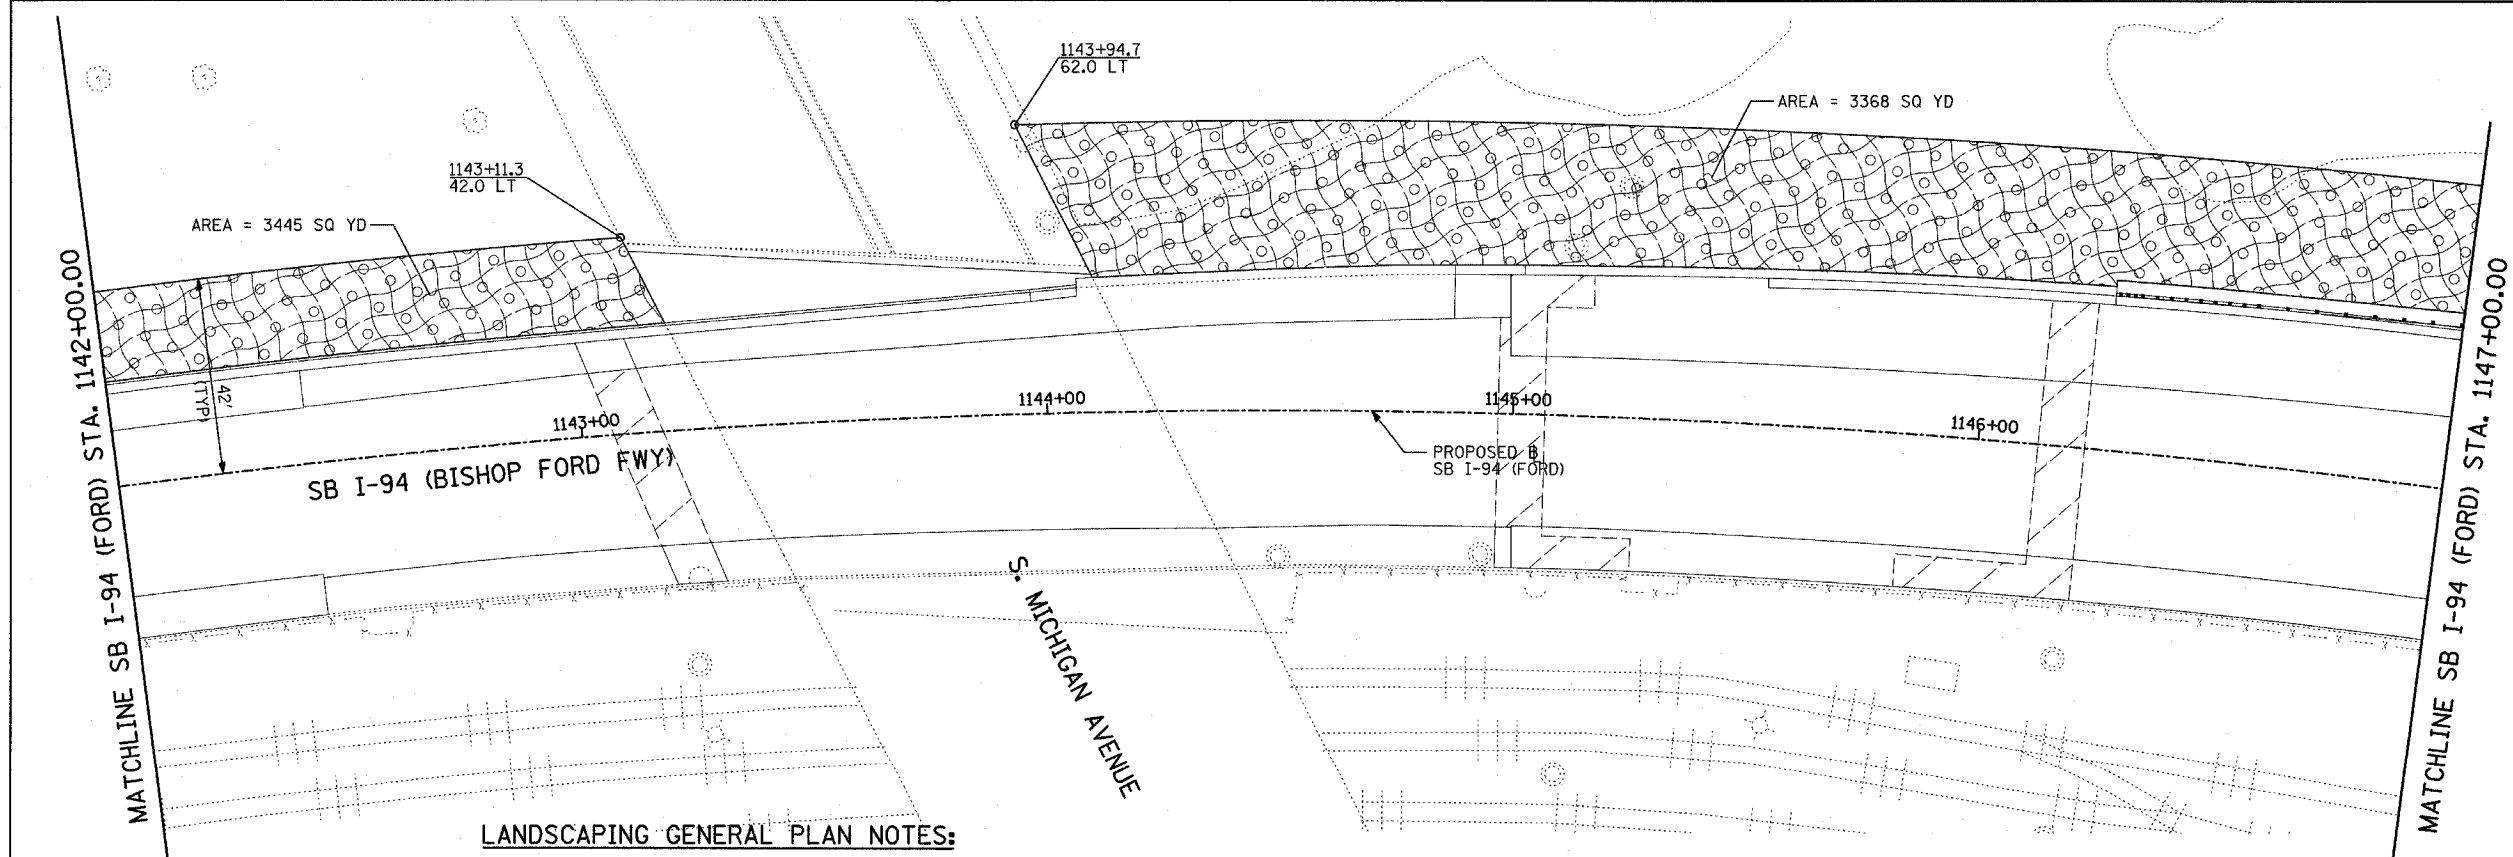 1143+94.7
62.0 LT
AREA = 3368 SQ YD
1143+11.3
42.0 LT
AREA = 3445 SQ YD
MATCHLINE SB I-94 (FORD) STA. 1142+00.00
42'
(TYP)
1143+00
1144+00
1145+00
1146+00
SB I-94 (BISHOP FORD FWY)
PROPOSED B
SB I-94 (FORD)
S. MICHIGAN AVENUE
MATCHLINE SB I-94 (FORD) STA. 1147+00.00
LANDSCAPING GENERAL PLAN NOTES: